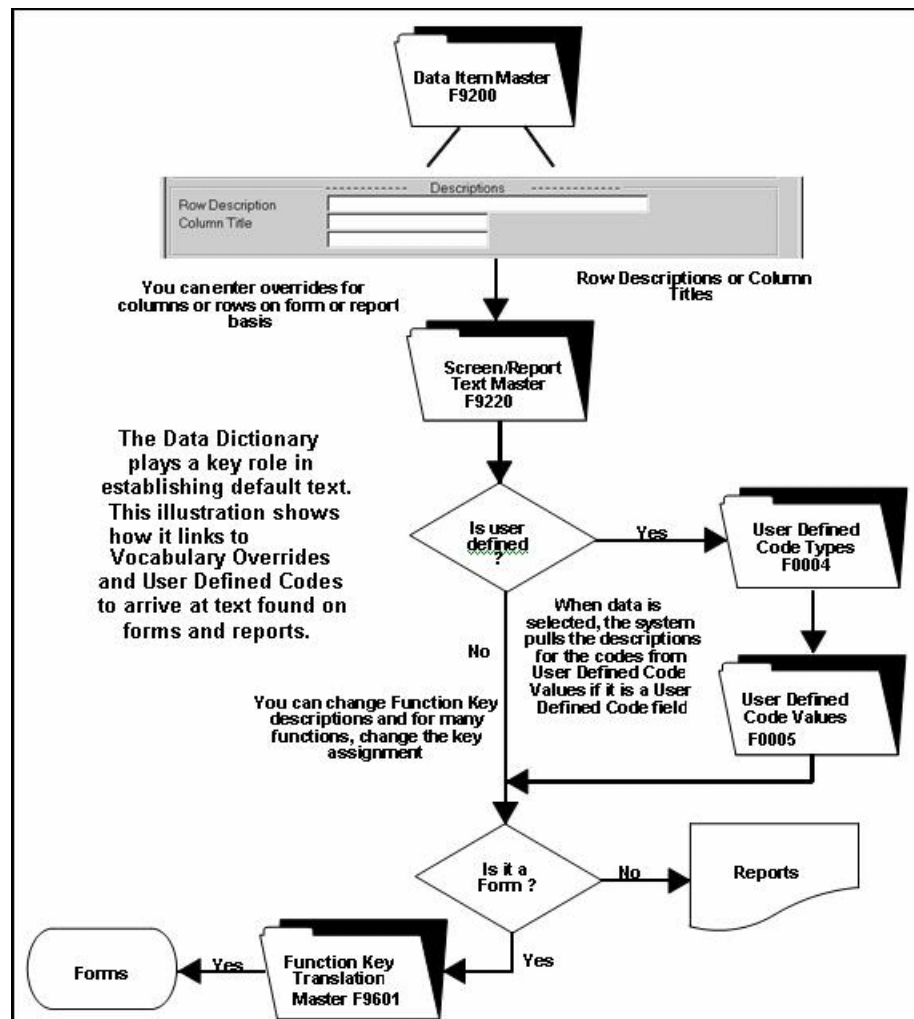 Data Item Master
F9200
Descriptions
Row Description
Column Title
You can enter overrides for
columns or rows on form or report
basis
Row Descriptions or Column
Titles
Screen/Report
Text Master
F9220
The Data Dictionary
plays a key role in
establishing default text.
This illustration shows
how it links to
Vocabulary Overrides
and User Defined Codes
to arrive at text found on
forms and reports.
Is user
defined
?
Yes
User Defined
Code Types
F0004
When data is
selected, the system
pulls the descriptions
for the codes from
User Defined Code
Values if it is a User
Defined Code field
No
You can change Function Key
descriptions and for many
functions, change the key
assignment
User Defined
Code Values
F0005
Is it a
Form ?
No
Reports
Yes
Function Key
Translation
Master F9601
Yes
Forms